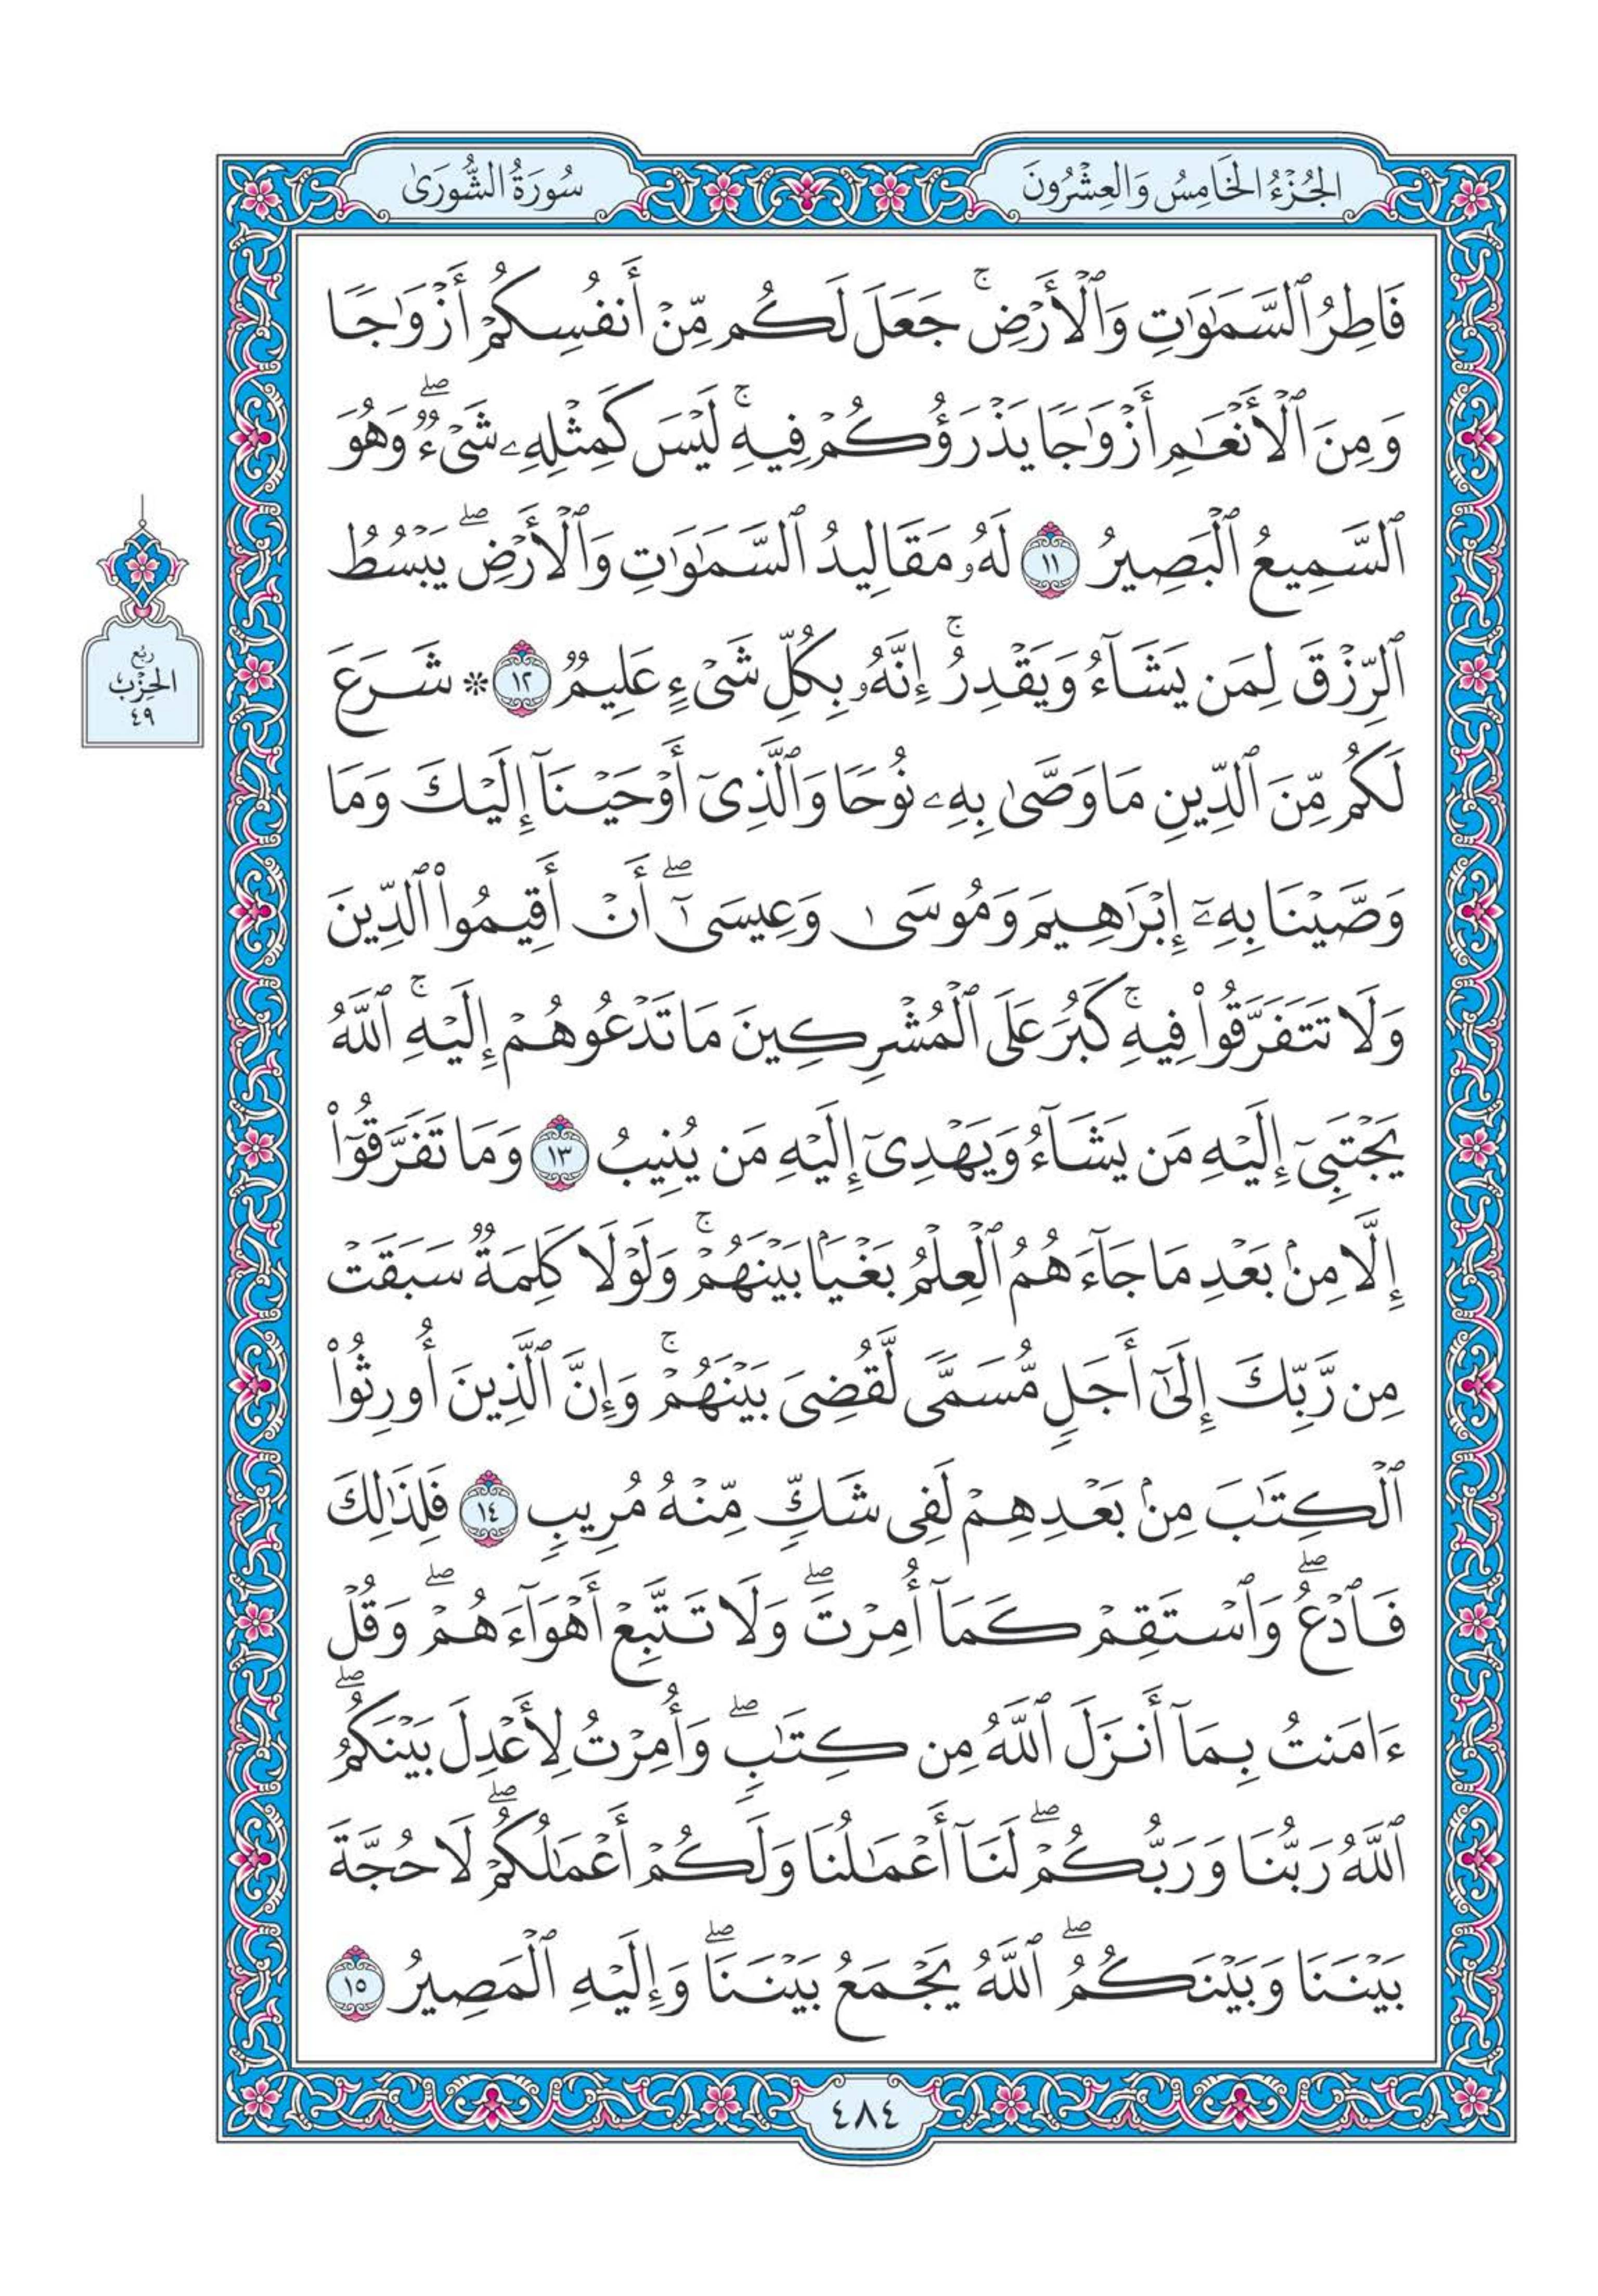 الجُزْءُ الخَامِسُ وَالعِشْرُونَ
سُورَةُ الشُّورَىٰ
فَاطِرُ ٱلسَّمَٰوَٰتِ وَٱلْأَرْضِۚ جَعَلَ لَكُم مِّنْ أَنفُسِكُمْ أَزْوَٰجًا
وَمِنَ ٱلْأَنْعَٰمِ أَزْوَٰجًا يَذْرَؤُكُمْ فِيهِۚ لَيْسَ كَمِثْلِهِۦ شَىْءٌۖ وَهُوَ
ٱلسَّمِيعُ ٱلْبَصِيرُ ١١ لَهُۥ مَقَالِيدُ ٱلسَّمَٰوَٰتِ وَٱلْأَرْضِۖ يَبْسُطُ
ٱلرِّزْقَ لِمَن يَشَآءُ وَيَقْدِرُۚ إِنَّهُۥ بِكُلِّ شَىْءٍ عَلِيمٌ ١٢ * شَرَعَ
رُبع
الحِزْب
٤٩
لَكُم مِّنَ ٱلدِّينِ مَا وَصَّىٰ بِهِۦ نُوحًا وَٱلَّذِىٓ أَوْحَيْنَآ إِلَيْكَ وَمَا
وَصَّيْنَا بِهِۦٓ إِبْرَٰهِيمَ وَمُوسَىٰ وَعِيسَىٰٓۖ أَنْ أَقِيمُوا۟ ٱلدِّينَ
وَلَا تَتَفَرَّقُوا۟ فِيهِۚ كَبُرَ عَلَى ٱلْمُشْرِكِينَ مَا تَدْعُوهُمْ إِلَيْهِۚ ٱللَّهُ
يَجْتَبِىٓ إِلَيْهِ مَن يَشَآءُ وَيَهْدِىٓ إِلَيْهِ مَن يُنِيبُ ١٣ وَمَا تَفَرَّقُوٓا۟
إِلَّا مِنۢ بَعْدِ مَا جَآءَهُمُ ٱلْعِلْمُ بَغْيًۢا بَيْنَهُمْۚ وَلَوْلَا كَلِمَةٌ سَبَقَتْ
مِن رَّبِّكَ إِلَىٰٓ أَجَلٍ مُّسَمًّى لَّقُضِىَ بَيْنَهُمْۚ وَإِنَّ ٱلَّذِينَ أُورِثُوا۟
ٱلْكِتَٰبَ مِنۢ بَعْدِهِمْ لَفِى شَكٍّ مِّنْهُ مُرِيبٍ ١٤ فَلِذَٰلِكَ
فَٱدْعُۖ وَٱسْتَقِمْ كَمَآ أُمِرْتَۖ وَلَا تَتَّبِعْ أَهْوَآءَهُمْۖ وَقُلْ
ءَامَنتُ بِمَآ أَنزَلَ ٱللَّهُ مِن كِتَٰبٍۖ وَأُمِرْتُ لِأَعْدِلَ بَيْنَكُمُۖ
ٱللَّهُ رَبُّنَا وَرَبُّكُمْۖ لَنَآ أَعْمَٰلُنَا وَلَكُمْ أَعْمَٰلُكُمْۖ لَا حُجَّةَ
بَيْنَنَا وَبَيْنَكُمُۖ ٱللَّهُ يَجْمَعُ بَيْنَنَاۖ وَإِلَيْهِ ٱلْمَصِيرُ ١٥
٤٨٤